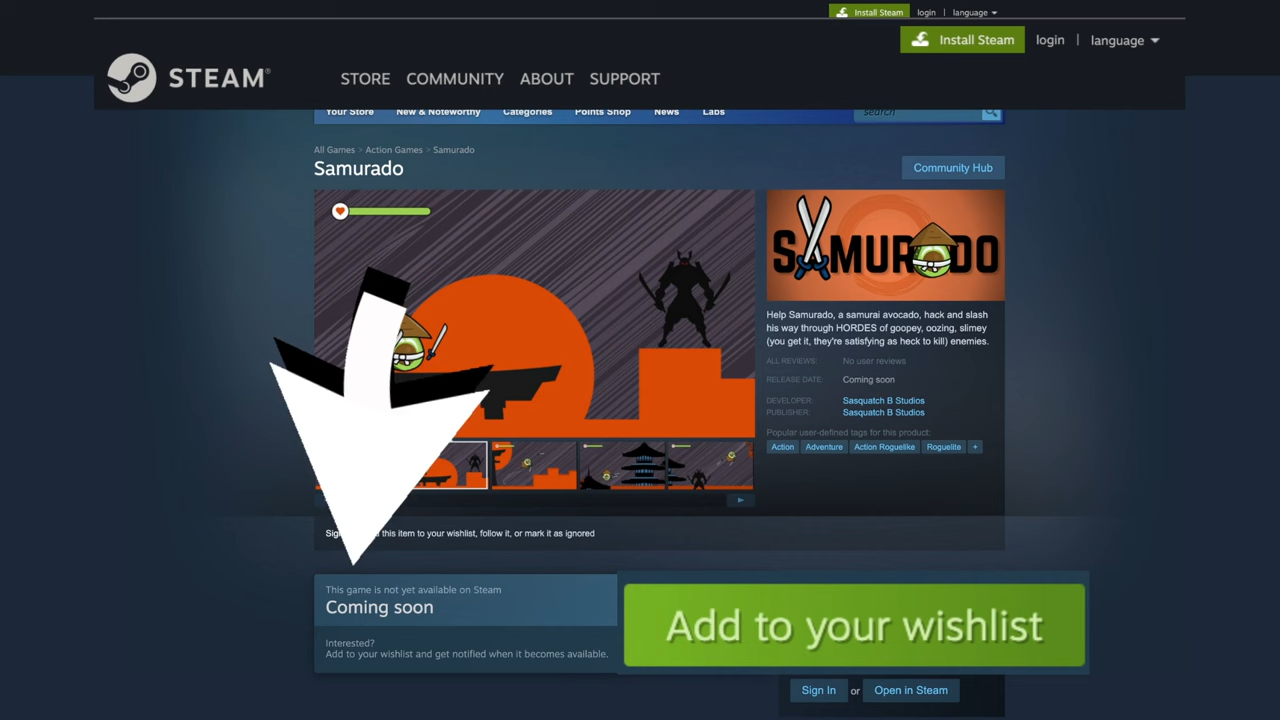 Install Steam login | language
Install Steam login | language
STEAM®
STORE COMMUNITY ABOUT SUPPORT
Your Store New & Noteworthy Categories Points Shop News Labs search
All Games > Action Games > Samurado
Samurado
Community Hub
SAMURADO
Help Samurado, a samurai avocado, hack and slash
his way through HORDES of goopey, oozing, slimey
(you get it, they're satisfying as heck to kill) enemies.
ALL REVIEWS: No user reviews
RELEASE DATE: Coming soon
DEVELOPER: Sasquatch B Studios
PUBLISHER: Sasquatch B Studios
Popular user-defined tags for this product:
Action Adventure Action Roguelike Roguelite +
this item to your wishlist, follow it, or mark it as ignored
This game is not yet available on Steam
Coming soon
Add to your wishlist
Interested?
Add to your wishlist and get notified when it becomes available.
Sign In or Open in Steam